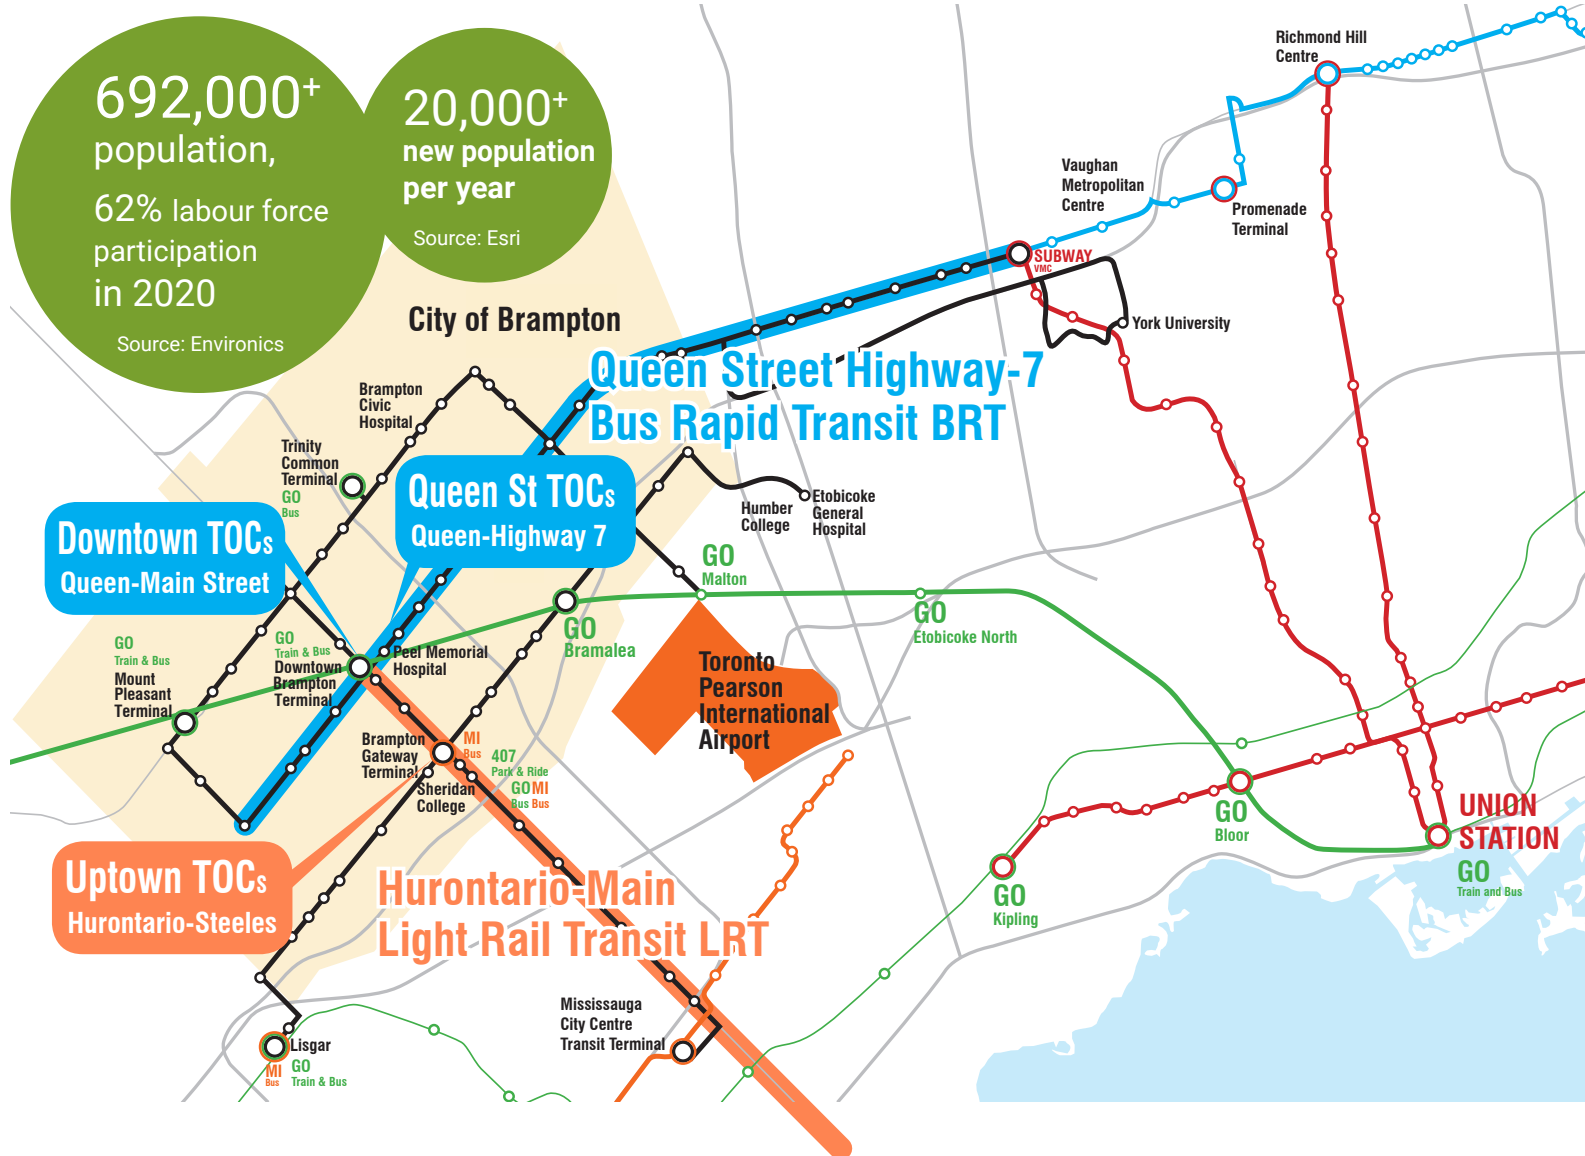 692,000+
population,
62% labour force
participation
in 2020
Source: Environics
20,000+
new population
per year
Source: Esri
City of Brampton
Richmond Hill
Centre
Vaughan
Metropolitan
Centre
Promenade
Terminal
SUBWAY
VMC
York University
Queen Street Highway-7
Bus Rapid Transit BRT
Brampton
Civic
Hospital
Trinity
Common
Terminal
GO
Bus
Queen St TOCs
Queen-Highway 7
Downtown TOCs
Queen-Main Street
Humber
College
Etobicoke
General
Hospital
GO
Malton
GO
Bramalea
GO
Etobicoke North
GO
Train & Bus
Mount
Pleasant
Terminal
GO
Train & Bus
Downtown
Brampton
Terminal
Peel Memorial
Hospital
Toronto
Pearson
International
Airport
Brampton
Gateway
Terminal
MI
Bus
407
Park & Ride
GO MI
Bus Bus
Sheridan
College
Uptown TOCs
Hurontario-Steeles
Hurontario-Main
Light Rail Transit LRT
GO
Bloor
UNION
STATION
GO
Train and Bus
GO
Kipling
Mississauga
City Centre
Transit Terminal
Lisgar
MI
Bus
GO
Train & Bus